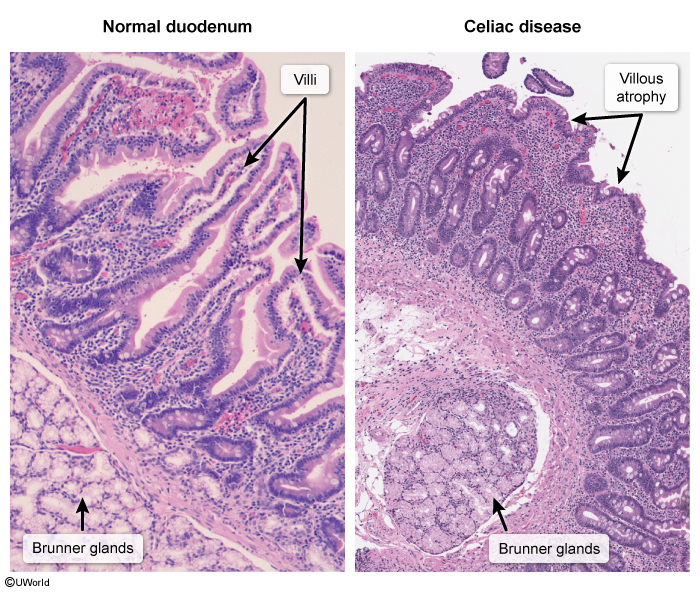 Normal duodenum
Celiac disease
Villi
Villous
atrophy
Brunner glands
Brunner glands
©UWorld